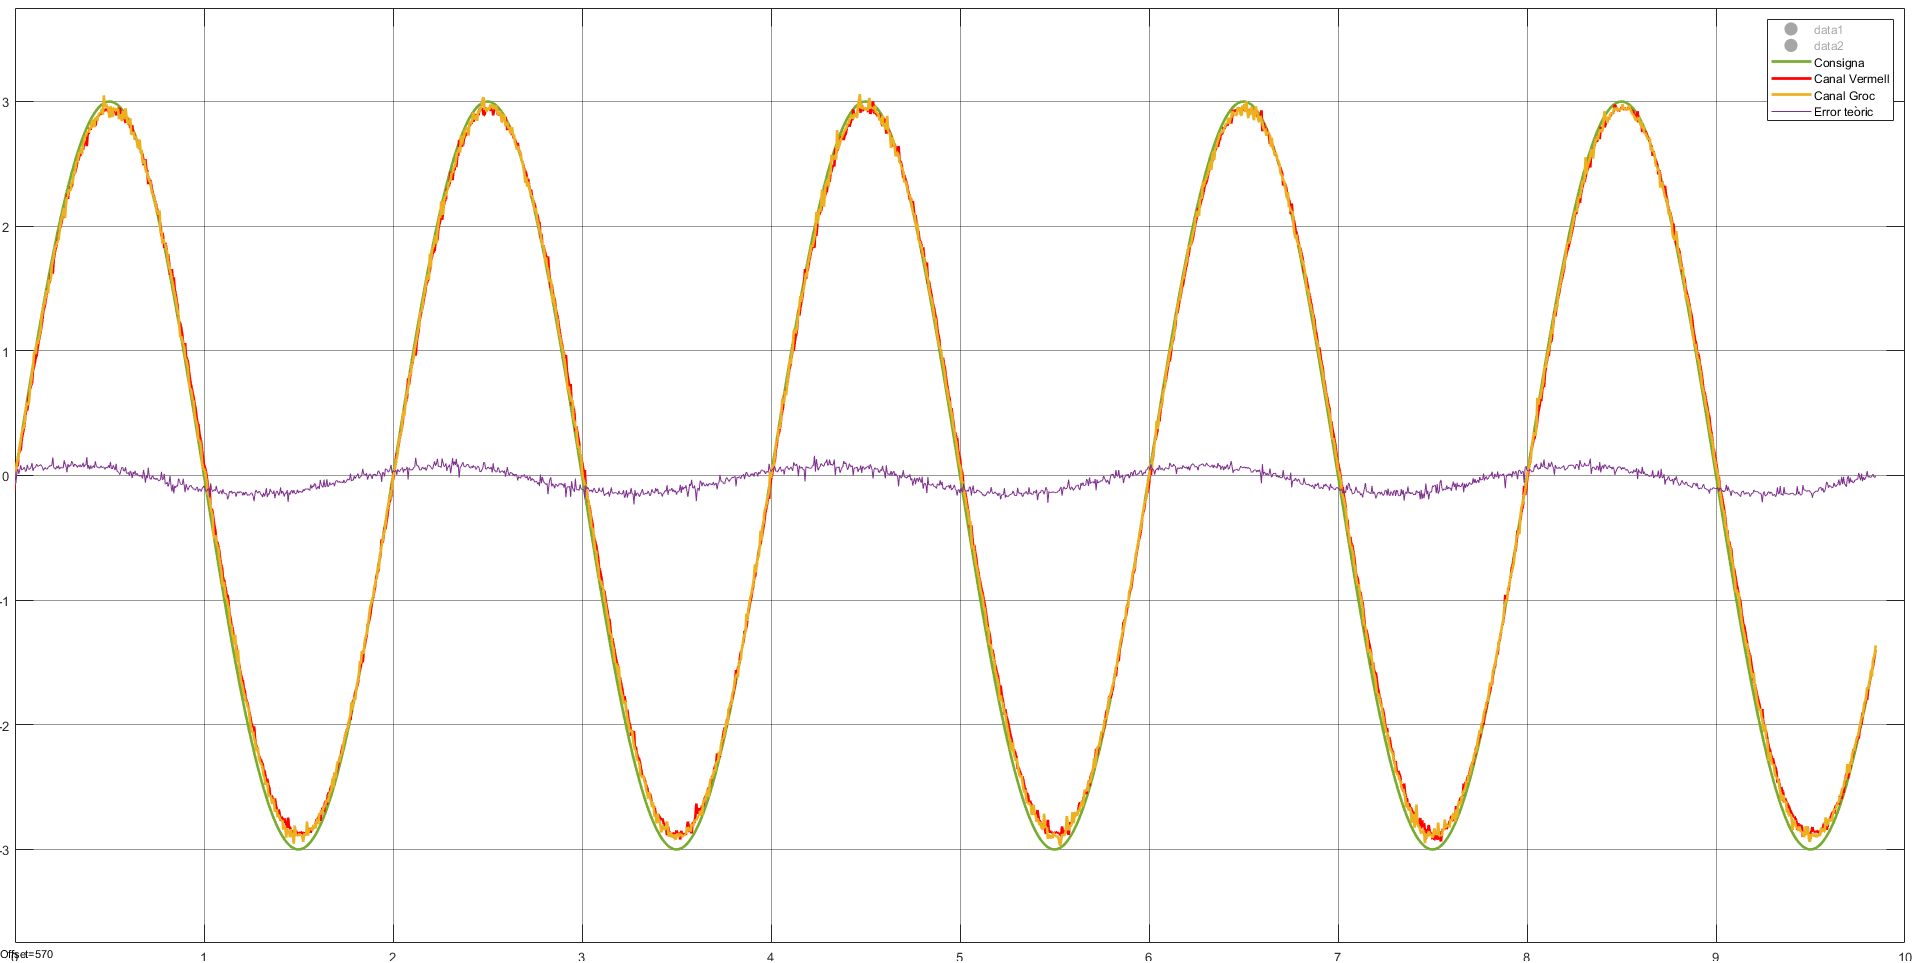 data1
data2
Consigna
Canal Vermell
Canal Groc
Error teòric
3
2
1
0
-1
-2
-3
Offset=570
1
2
3
4
5
6
7
8
9
10